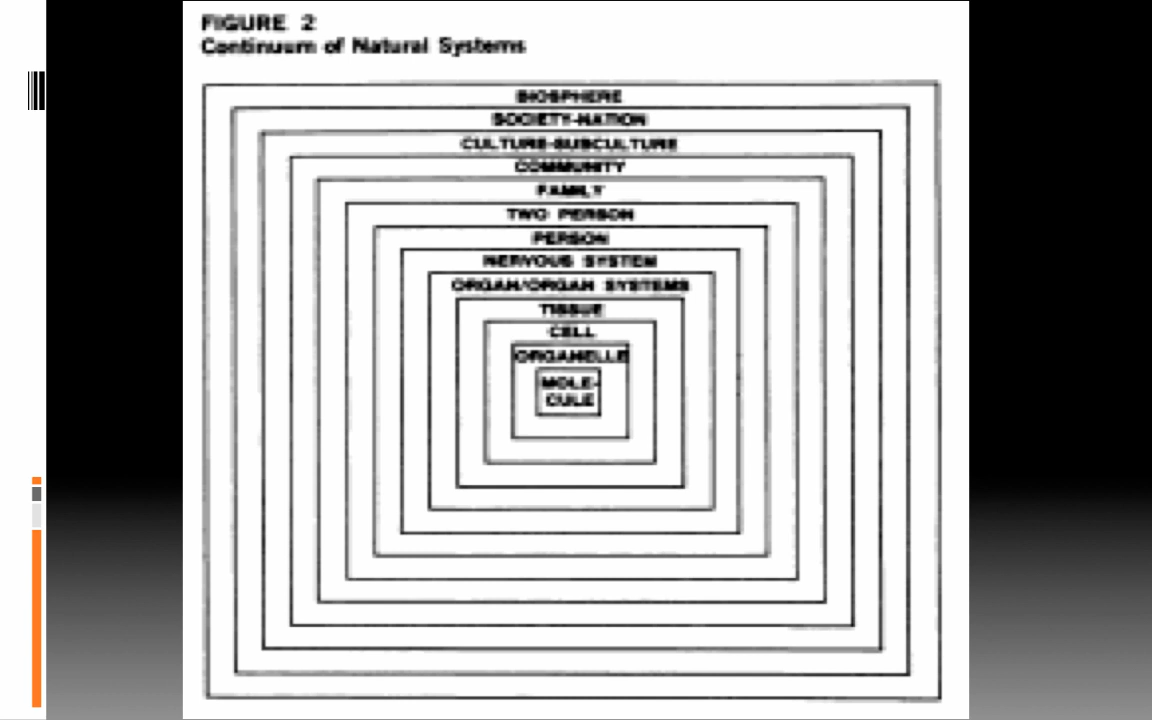 FIGURE 2
Continuum of Natural Systems
BIOSPHERE
SOCIETY-NATION
CULTURE-SUBCULTURE
COMMUNITY
FAMILY
TWO PERSON
PERSON
NERVOUS SYSTEM
ORGAN/ORGAN SYSTEMS
TISSUE
CELL
ORGANELLE
MOLE-
CULE